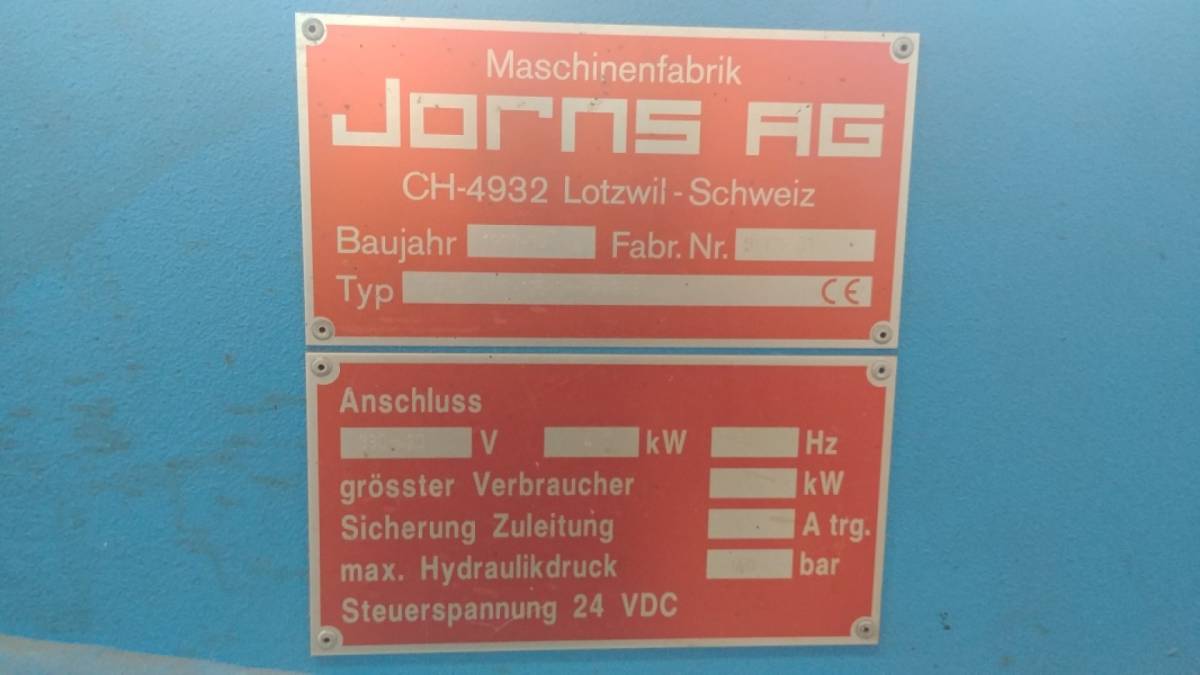 Maschinenfabrik
Jorns AG
CH-4932 Lotzwil - Schweiz
Baujahr Fabr. Nr.
Typ CE
Anschluss
V kW Hz
grösster Verbraucher kW
Sicherung Zuleitung A trg.
max. Hydraulikdruck bar
Steuerspannung 24 VDC